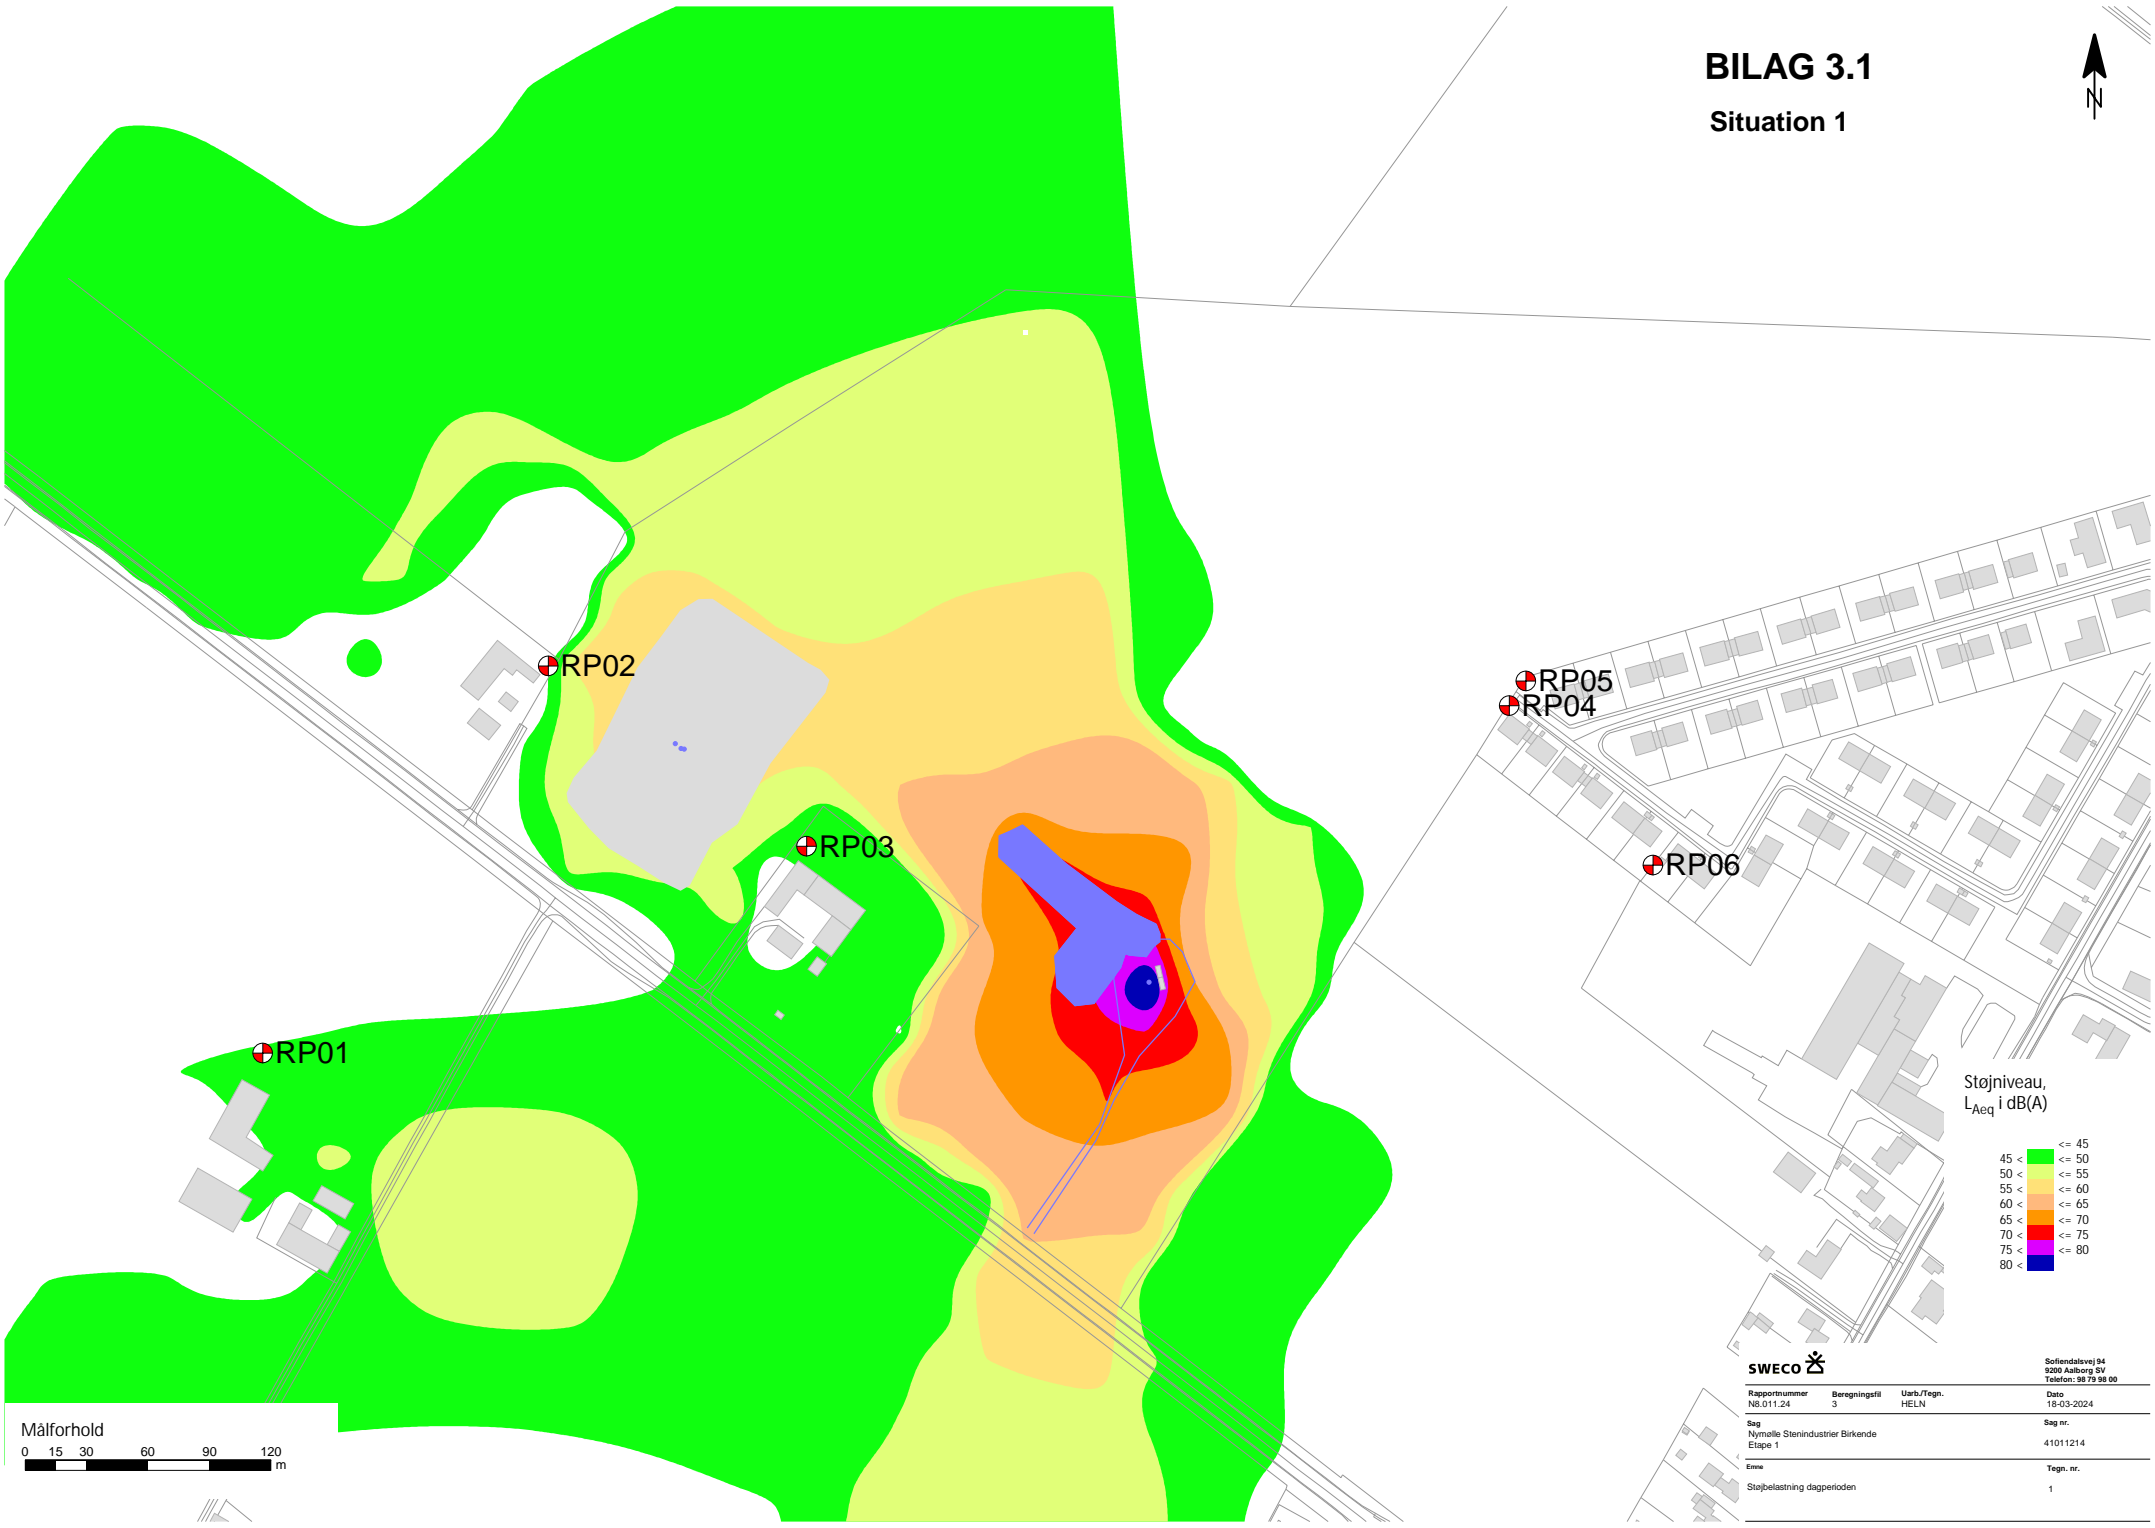 BILAG 3.1
Situation 1
N
RP02
RP05
RP04
RP03
RP06
RP01
Støjniveau,
LAeq i dB(A)
<= 45
45 < <= 50
50 < <= 55
55 < <= 60
60 < <= 65
65 < <= 70
70 < <= 75
75 < <= 80
80 <
Målforhold
0 15 30 60 90 120
m
SWECO
Sofiendalsvej 94
9200 Aalborg SV
Telefon: 98 79 98 00
Rapportnummer Beregningsfil Uarb./Tegn. Dato
N8.011.24 3 HELN 18-03-2024
Sag Sag nr.
Nymølle Stenindustrier Birkende
Etape 1 41011214
Emne Tegn. nr.
Støjbelastning dagperioden 1